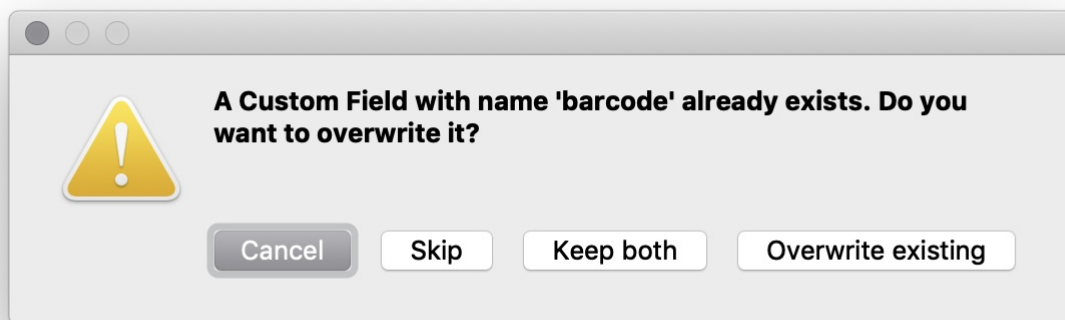 A Custom Field with name 'barcode' already exists. Do you
want to overwrite it?
Cancel Skip Keep both Overwrite existing